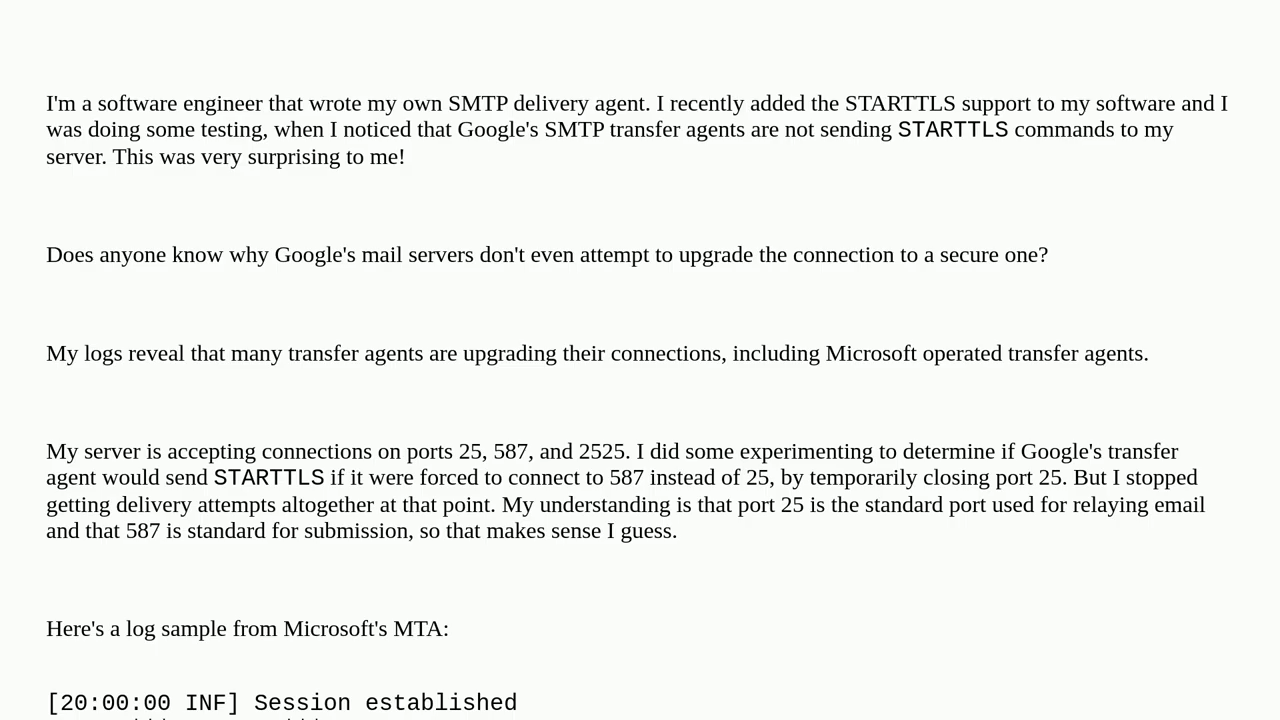 I'm a software engineer that wrote my own SMTP delivery agent. I recently added the STARTTLS support to my software and I
was doing some testing, when I noticed that Google's SMTP transfer agents are not sending STARTTLS commands to my
server. This was very surprising to me!
Does anyone know why Google's mail servers don't even attempt to upgrade the connection to a secure one?
My logs reveal that many transfer agents are upgrading their connections, including Microsoft operated transfer agents.
My server is accepting connections on ports 25, 587, and 2525. I did some experimenting to determine if Google's transfer
agent would send STARTTLS if it were forced to connect to 587 instead of 25, by temporarily closing port 25. But I stopped
getting delivery attempts altogether at that point. My understanding is that port 25 is the standard port used for relaying email
and that 587 is standard for submission, so that makes sense I guess.
Here's a log sample from Microsoft's MTA:
[20:00:00 INF] Session established